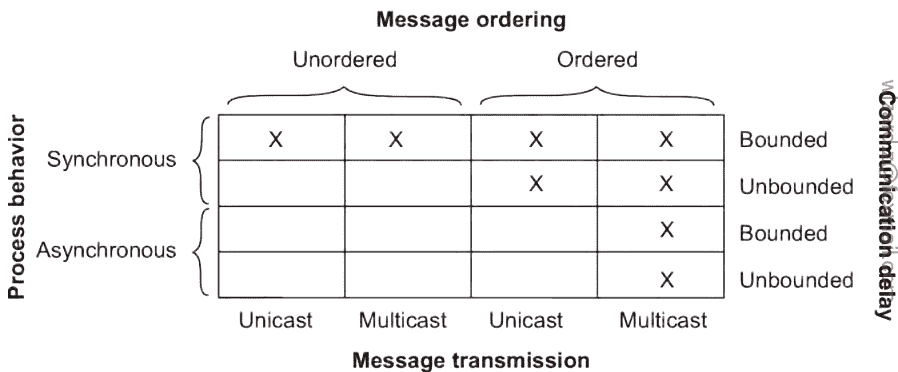 Message ordering
Unordered Ordered
X X X X Bounded
Synchronous
X X Unbounded
X Bounded
Asynchronous
X Unbounded
Unicast Multicast Unicast Multicast
Message transmission
Process behavior
Communication delay